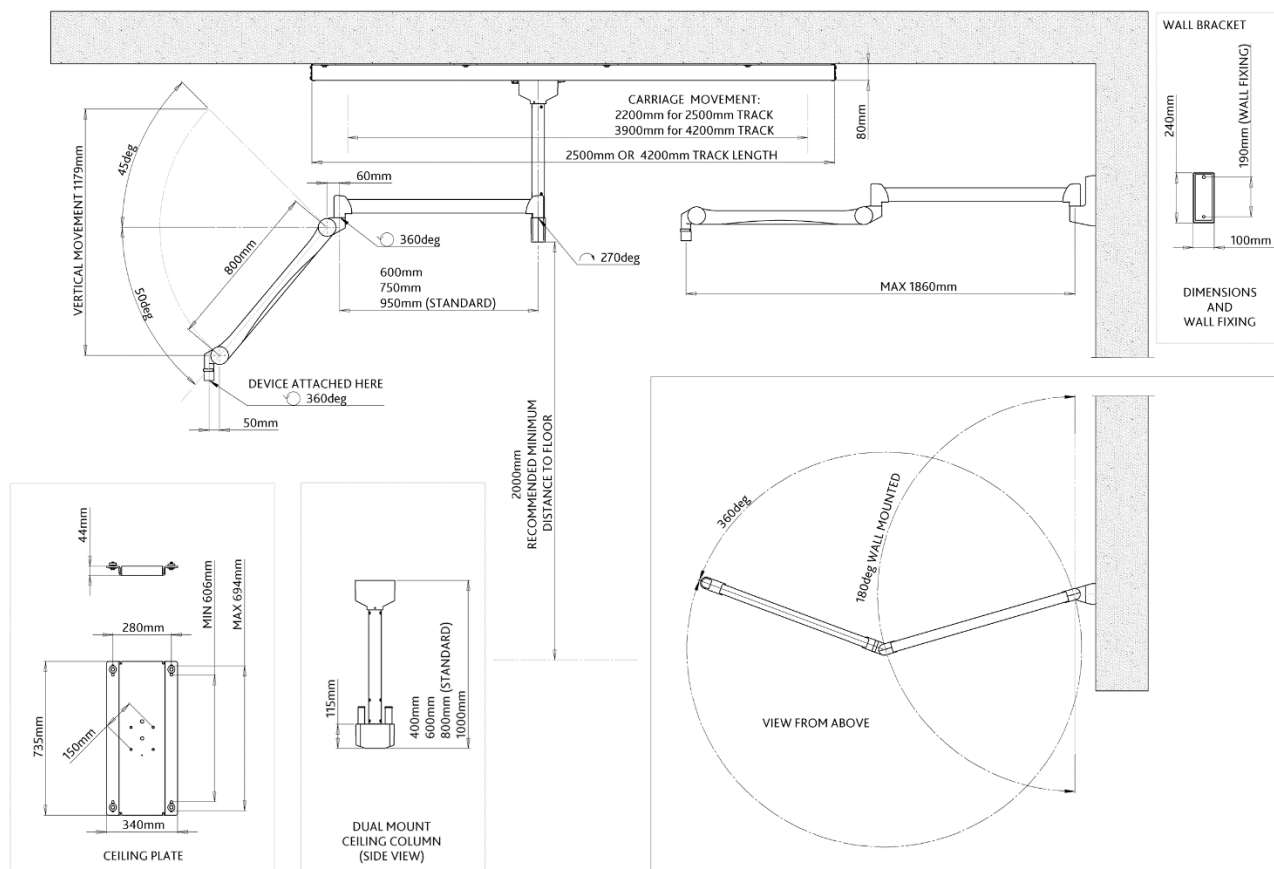 WALL BRACKET
240mm
190mm (WALL FIXING)
100mm
DIMENSIONS
AND
WALL FIXING
CARRIAGE MOVEMENT:
2200mm for 2500mm TRACK
3900mm for 4200mm TRACK
2500mm OR 4200mm TRACK LENGTH
80mm
VERTICAL MOVEMENT 1179mm
45deg
50deg
60mm
800mm
360deg
270deg
600mm
750mm
950mm (STANDARD)
MAX 1860mm
DEVICE ATTACHED HERE
360deg
50mm
2000mm
RECOMMENDED MINIMUM
DISTANCE TO FLOOR
44mm
280mm
MIN 606mm
MAX 694mm
735mm
150mm
340mm
CEILING PLATE
115mm
400mm
600mm
800mm (STANDARD)
1000mm
DUAL MOUNT
CEILING COLUMN
(SIDE VIEW)
360deg
180deg WALL MOUNTED
VIEW FROM ABOVE